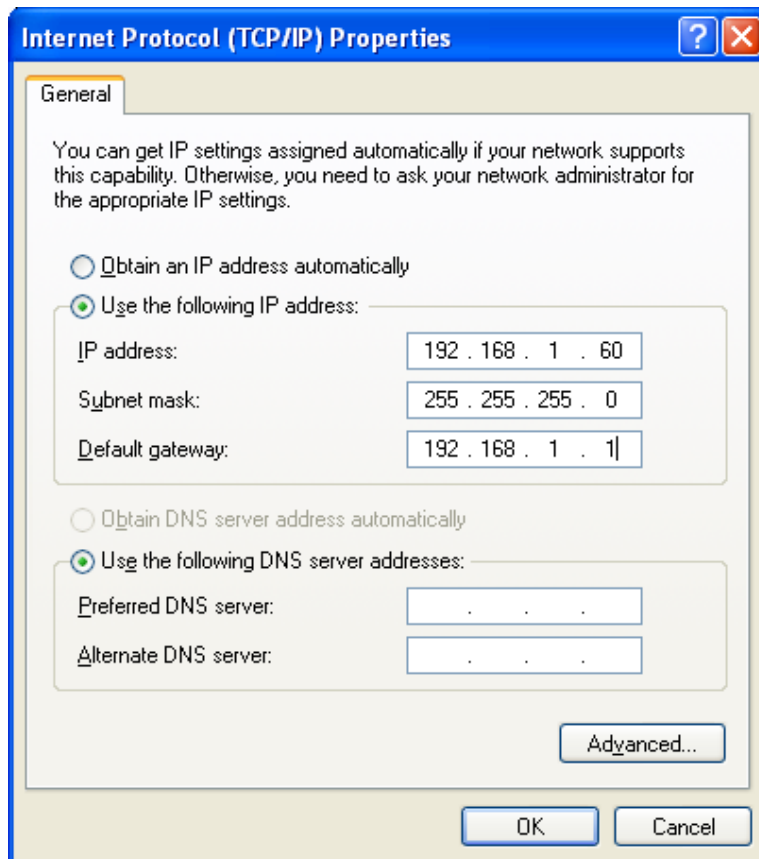 Internet Protocol (TCP/IP) Properties
General
You can get IP settings assigned automatically if your network supports
this capability. Otherwise, you need to ask your network administrator for
the appropriate IP settings.
Obtain an IP address automatically
Use the following IP address:
IP address: 192 . 168 . 1 . 60
Subnet mask: 255 . 255 . 255 . 0
Default gateway: 192 . 168 . 1 . 1
Obtain DNS server address automatically
Use the following DNS server addresses:
Preferred DNS server: . . .
Alternate DNS server: . . .
Advanced...
OK Cancel